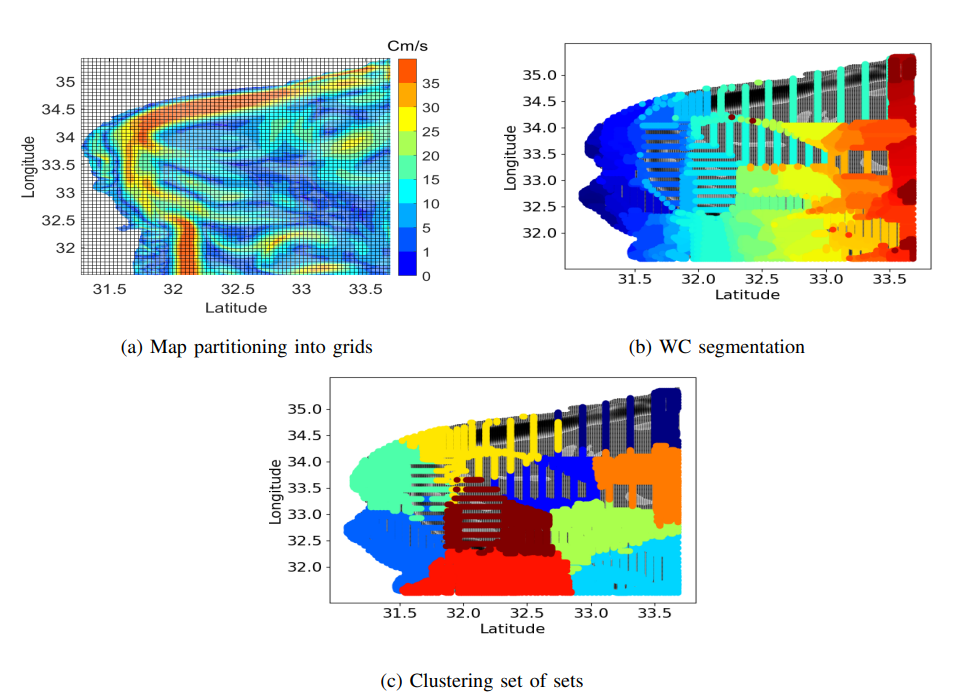 Cm/s
35
34.5
34
33.5
33
32.5
32
Longitude
31.5 32 32.5 33 33.5
Latitude
35
30
25
20
15
10
5
1
0
(a) Map partitioning into grids
35.0
34.5
34.0
33.5
33.0
32.5
32.0
Longitude
31.5 32.0 32.5 33.0 33.5
Latitude
(b) WC segmentation
35.0
34.5
34.0
33.5
33.0
32.5
32.0
Longitude
31.5 32.0 32.5 33.0 33.5
Latitude
(c) Clustering set of sets